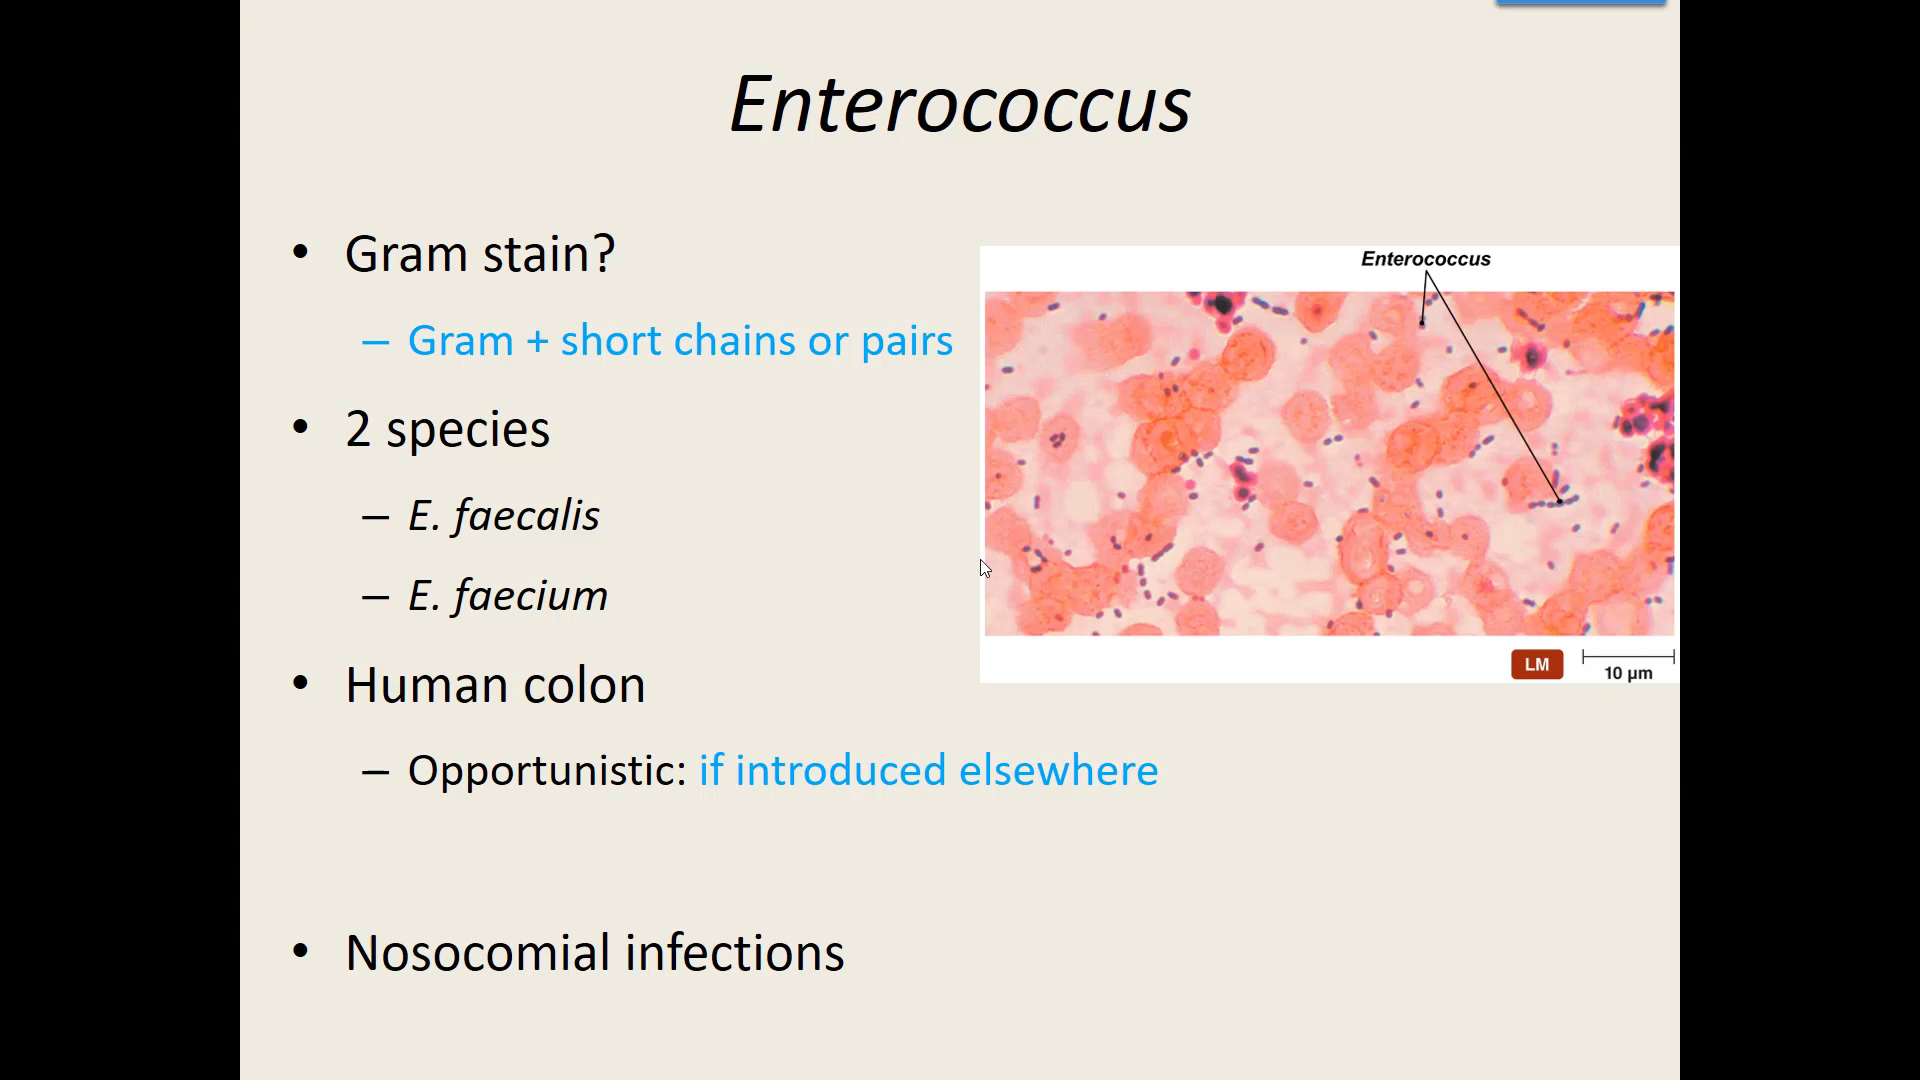 Enterococcus
• Gram stain?
– Gram + short chains or pairs
• 2 species
– E. faecalis
– E. faecium
• Human colon
– Opportunistic: if introduced elsewhere
• Nosocomial infections
Enterococcus
LM
10 µm